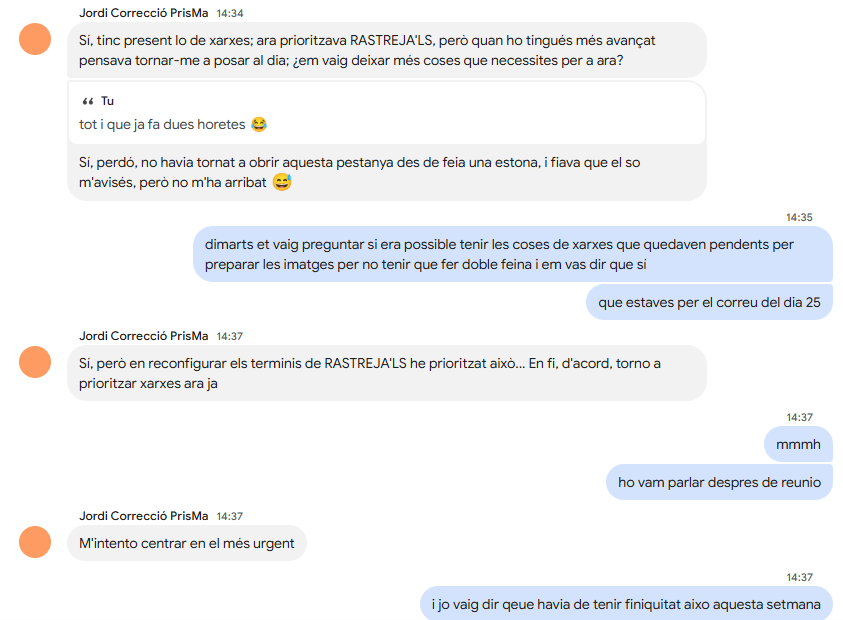 Jordi Correcció PrisMa 14:34
Sí, tinc present lo de xarxes; ara prioritzava RASTREJA'LS, però quan ho tingués més avançat
pensava tornar-me a posar al dia; ¿em vaig deixar més coses que necessites per a ara?
Tu
tot i que ja fa dues horetes 😂
Sí, perdó, no havia tornat a obrir aquesta pestanya des de feia una estona, i fiava que el so
m'avisés, però no m'ha arribat 😅
14:35
dimarts et vaig preguntar si era possible tenir les coses de xarxes que quedaven pendents per
preparar les imatges per no tenir que fer doble feina i em vas dir que si
que estaves per el correu del dia 25
Jordi Correcció PrisMa 14:37
Sí, però en reconfigurar els terminis de RASTREJA'LS he prioritzat això... En fi, d'acord, torno a
prioritzar xarxes ara ja
14:37
mmmh
ho vam parlar despres de reunio
Jordi Correcció PrisMa 14:37
M'intento centrar en el més urgent
14:37
i jo vaig dir qeue havia de tenir finiquitat aixo aquesta setmana